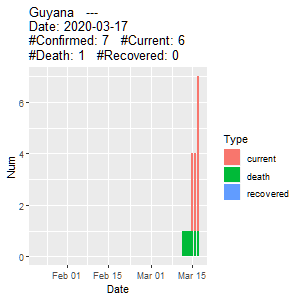 Guyana   ---
Date: 2020-03-17
#Confirmed: 7   #Current: 6
#Death: 1   #Recovered: 0
Num
6
4
2
0
Feb 01
Feb 15
Mar 01
Mar 15
Date
Type
current
death
recovered